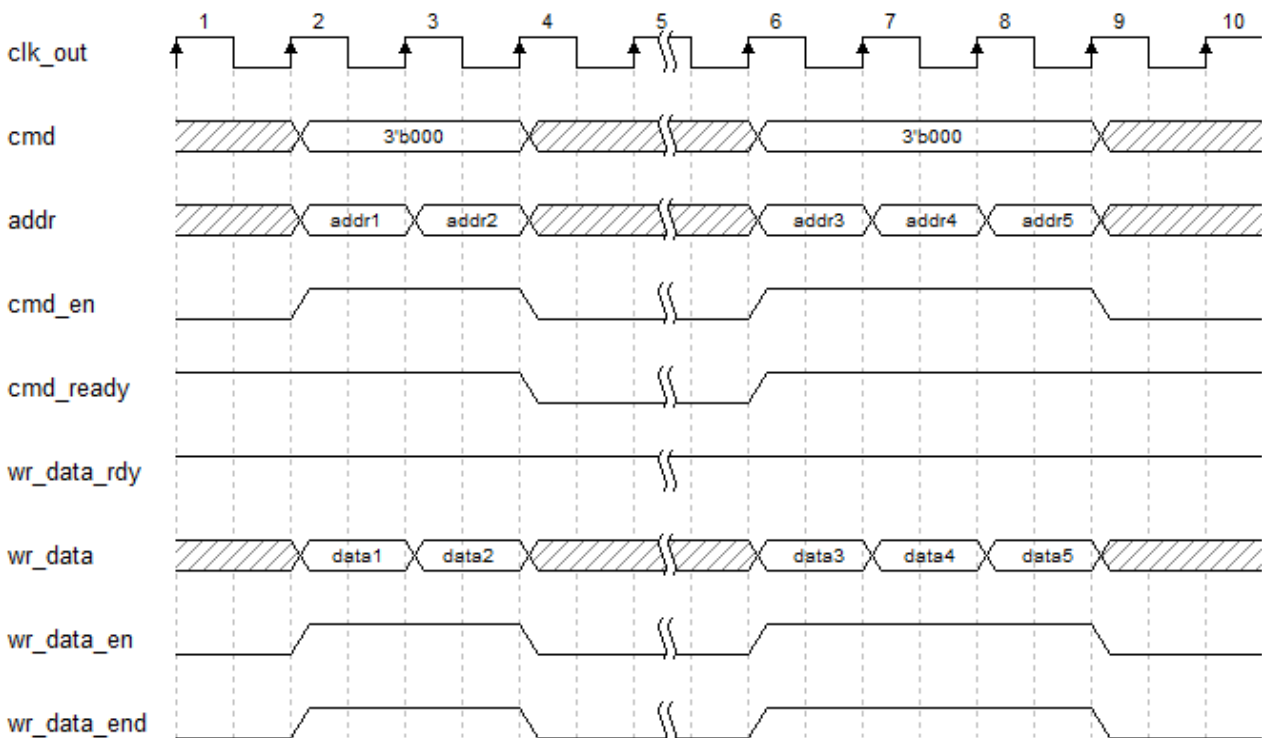 1 2 3 4 5 6 7 8 9 10
clk_out
cmd 3'b000 3'b000
addr addr1 addr2 addr3 addr4 addr5
cmd_en
cmd_ready
wr_data_rdy
wr_data data1 data2 data3 data4 data5
wr_data_en
wr_data_end